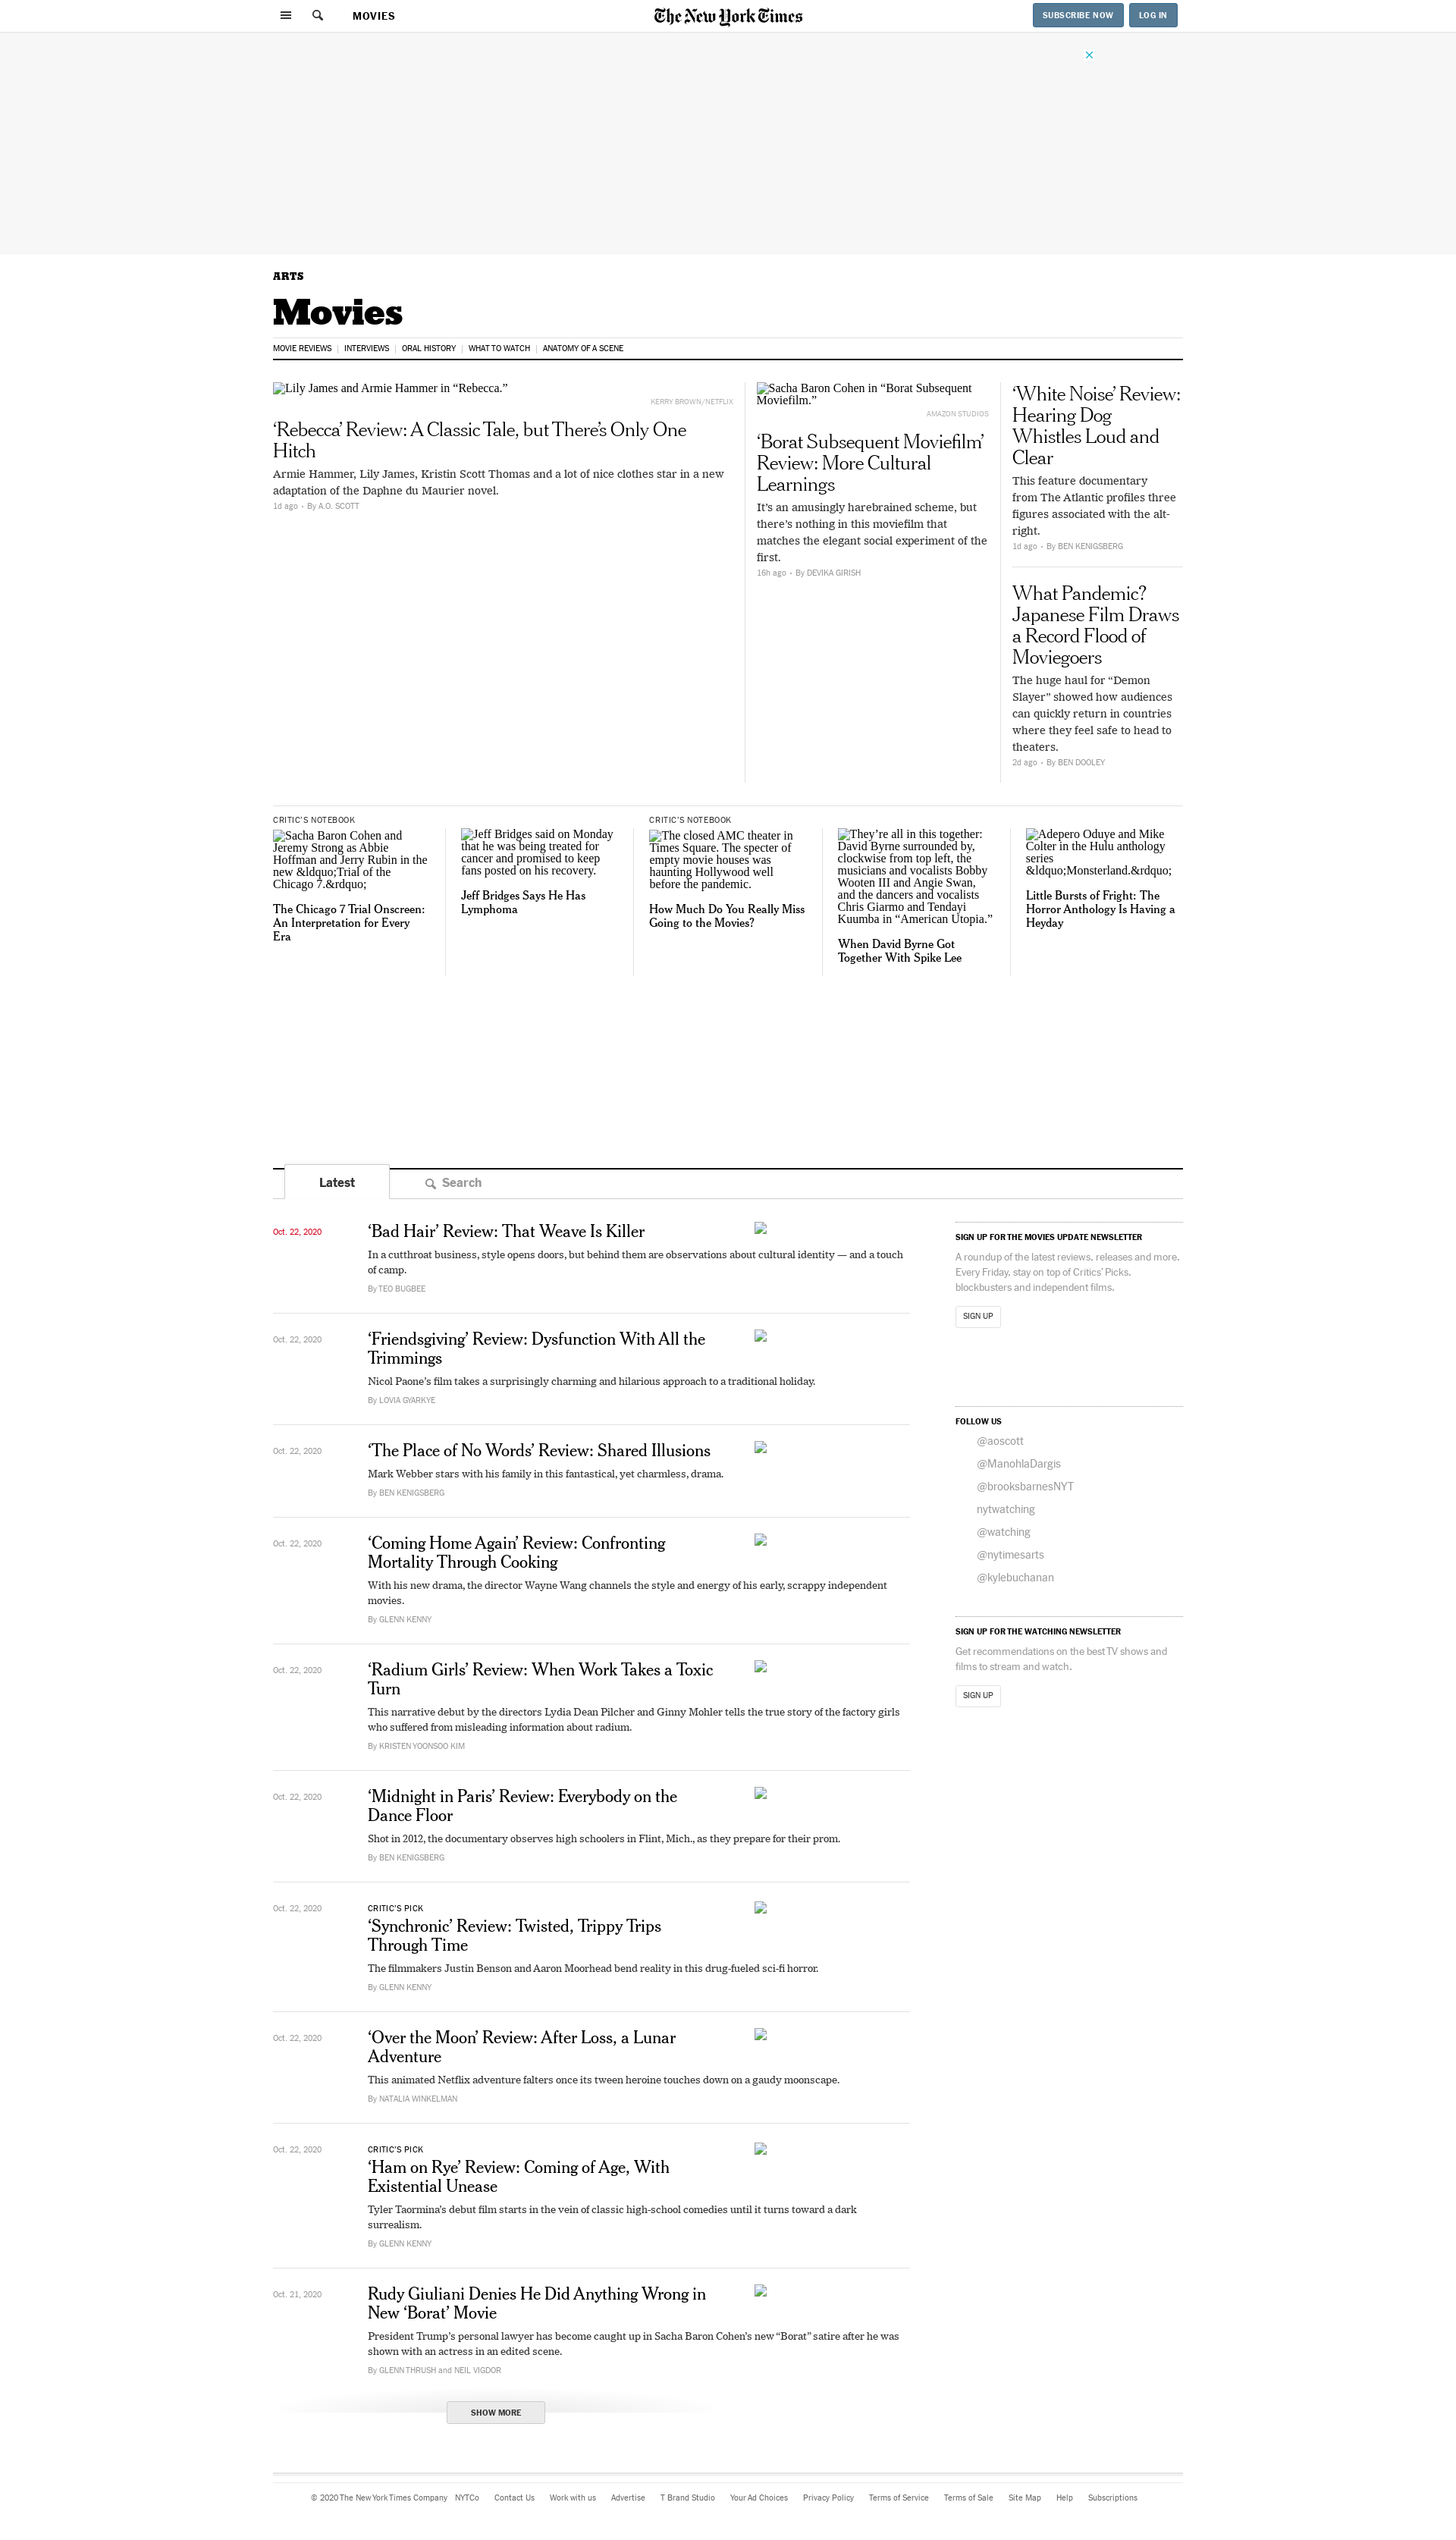 MOVIES
The New York Times
SUBSCRIBE NOW
LOG IN
ARTS
Movies
MOVIE REVIEWS
INTERVIEWS
ORAL HISTORY
WHAT TO WATCH
ANATOMY OF A SCENE
Lily James and Armie Hammer in “Rebecca.”
KERRY BROWN/NETFLIX
‘Rebecca’ Review: A Classic Tale, but There’s Only One
Hitch
Armie Hammer, Lily James, Kristin Scott Thomas and a lot of nice clothes star in a new
adaptation of the Daphne du Maurier novel.
1d ago • By A.O. SCOTT
Sacha Baron Cohen in “Borat Subsequent
Moviefilm.”
AMAZON STUDIOS
‘Borat Subsequent Moviefilm’
Review: More Cultural
Learnings
It’s an amusingly harebrained scheme, but
there’s nothing in this moviefilm that
matches the elegant social experiment of the
first.
16h ago • By DEVIKA GIRISH
‘White Noise’ Review:
Hearing Dog
Whistles Loud and
Clear
This feature documentary
from The Atlantic profiles three
figures associated with the alt-
right.
1d ago • By BEN KENIGSBERG
What Pandemic?
Japanese Film Draws
a Record Flood of
Moviegoers
The huge haul for “Demon
Slayer” showed how audiences
can quickly return in countries
where they feel safe to head to
theaters.
2d ago • By BEN DOOLEY
CRITIC’S NOTEBOOK
Sacha Baron Cohen and
Jeremy Strong as Abbie
Hoffman and Jerry Rubin in the
new &ldquo;Trial of the
Chicago 7.&rdquo;
The Chicago 7 Trial Onscreen:
An Interpretation for Every
Era
Jeff Bridges said on Monday
that he was being treated for
cancer and promised to keep
fans posted on his recovery.
Jeff Bridges Says He Has
Lymphoma
CRITIC’S NOTEBOOK
The closed AMC theater in
Times Square. The specter of
empty movie houses was
haunting Hollywood well
before the pandemic.
How Much Do You Really Miss
Going to the Movies?
They’re all in this together:
David Byrne surrounded by,
clockwise from top left, the
musicians and vocalists Bobby
Wooten III and Angie Swan,
and the dancers and vocalists
Chris Giarmo and Tendayi
Kuumba in “American Utopia.”
When David Byrne Got
Together With Spike Lee
Adepero Oduye and Mike
Colter in the Hulu anthology
series
&ldquo;Monsterland.&rdquo;
Little Bursts of Fright: The
Horror Anthology Is Having a
Heyday
Latest
Search
Oct. 22, 2020
‘Bad Hair’ Review: That Weave Is Killer
In a cutthroat business, style opens doors, but behind them are observations about cultural identity — and a touch
of camp.
By TEO BUGBEE
Oct. 22, 2020
‘Friendsgiving’ Review: Dysfunction With All the
Trimmings
Nicol Paone’s film takes a surprisingly charming and hilarious approach to a traditional holiday.
By LOVIA GYARKYE
Oct. 22, 2020
‘The Place of No Words’ Review: Shared Illusions
Mark Webber stars with his family in this fantastical, yet charmless, drama.
By BEN KENIGSBERG
Oct. 22, 2020
‘Coming Home Again’ Review: Confronting
Mortality Through Cooking
With his new drama, the director Wayne Wang channels the style and energy of his early, scrappy independent
movies.
By GLENN KENNY
Oct. 22, 2020
‘Radium Girls’ Review: When Work Takes a Toxic
Turn
This narrative debut by the directors Lydia Dean Pilcher and Ginny Mohler tells the true story of the factory girls
who suffered from misleading information about radium.
By KRISTEN YOONSOO KIM
Oct. 22, 2020
‘Midnight in Paris’ Review: Everybody on the
Dance Floor
Shot in 2012, the documentary observes high schoolers in Flint, Mich., as they prepare for their prom.
By BEN KENIGSBERG
Oct. 22, 2020
CRITIC’S PICK
‘Synchronic’ Review: Twisted, Trippy Trips
Through Time
The filmmakers Justin Benson and Aaron Moorhead bend reality in this drug-fueled sci-fi horror.
By GLENN KENNY
Oct. 22, 2020
‘Over the Moon’ Review: After Loss, a Lunar
Adventure
This animated Netflix adventure falters once its tween heroine touches down on a gaudy moonscape.
By NATALIA WINKELMAN
Oct. 22, 2020
CRITIC’S PICK
‘Ham on Rye’ Review: Coming of Age, With
Existential Unease
Tyler Taormina’s debut film starts in the vein of classic high-school comedies until it turns toward a dark
surrealism.
By GLENN KENNY
Oct. 21, 2020
Rudy Giuliani Denies He Did Anything Wrong in
New ‘Borat’ Movie
President Trump’s personal lawyer has become caught up in Sacha Baron Cohen’s new “Borat” satire after he was
shown with an actress in an edited scene.
By GLENN THRUSH and NEIL VIGDOR
SHOW MORE
SIGN UP FOR THE MOVIES UPDATE NEWSLETTER
A roundup of the latest reviews, releases and more.
Every Friday, stay on top of Critics’ Picks,
blockbusters and independent films.
SIGN UP
FOLLOW US
@aoscott
@ManohlaDargis
@brooksbarnesNYT
nytwatching
@watching
@nytimesarts
@kylebuchanan
SIGN UP FOR THE WATCHING NEWSLETTER
Get recommendations on the best TV shows and
films to stream and watch.
SIGN UP
© 2020 The New York Times Company NYTCo Contact Us Work with us Advertise T Brand Studio Your Ad Choices Privacy Policy Terms of Service Terms of Sale Site Map Help Subscriptions